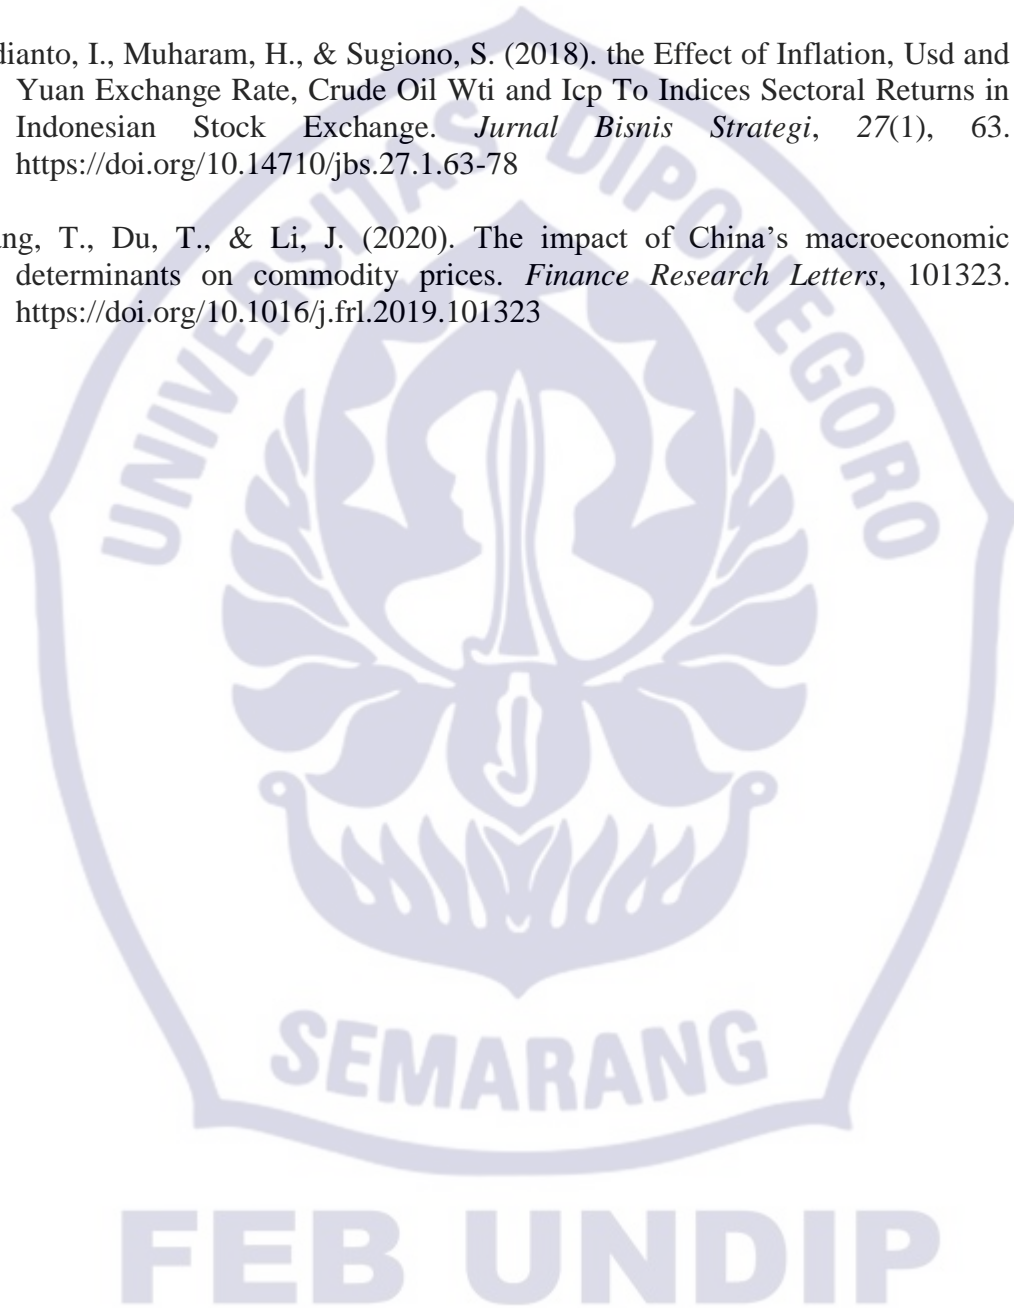 dianto, I., Muharam, H., & Sugiono, S. (2018). the Effect of Inflation, Usd and
Yuan Exchange Rate, Crude Oil Wti and Icp To Indices Sectoral Returns in
Indonesian Stock Exchange. Jurnal Bisnis Strategi, 27(1), 63.
https://doi.org/10.14710/jbs.27.1.63-78
ng, T., Du, T., & Li, J. (2020). The impact of China’s macroeconomic
determinants on commodity prices. Finance Research Letters, 101323.
https://doi.org/10.1016/j.frl.2019.101323
UNIVERSITAS DIPONEGORO
SEMARANG
FEB UNDIP